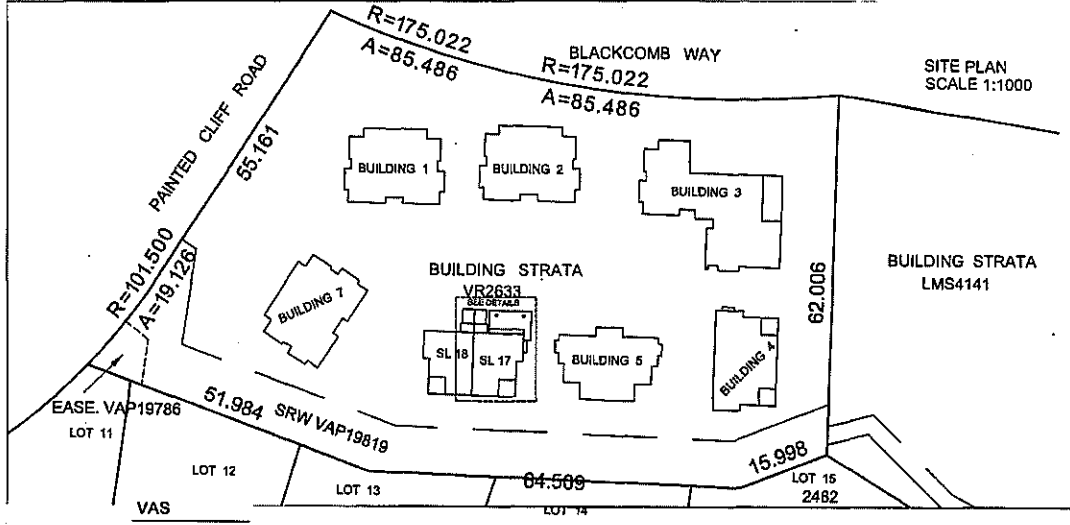 R=175.022
A=85.486
BLACKCOMB WAY
R=175.022
A=85.486
SITE PLAN
SCALE 1:1000
PAINTED CLIFF ROAD
55.161
BUILDING 1
BUILDING 2
BUILDING 3
R=101.500
A=19.126
BUILDING STRATA
VR2633
SEE DETAILS
BUILDING STRATA
LMS4141
62.006
BUILDING 7
SL 18
SL 17
BUILDING 5
BUILDING 4
EASE. VAP19786
51.984
SRW VAP19819
LOT 11
LOT 12
LOT 13
64.509
LOT 14
15.998
LOT 15
2482
VAS